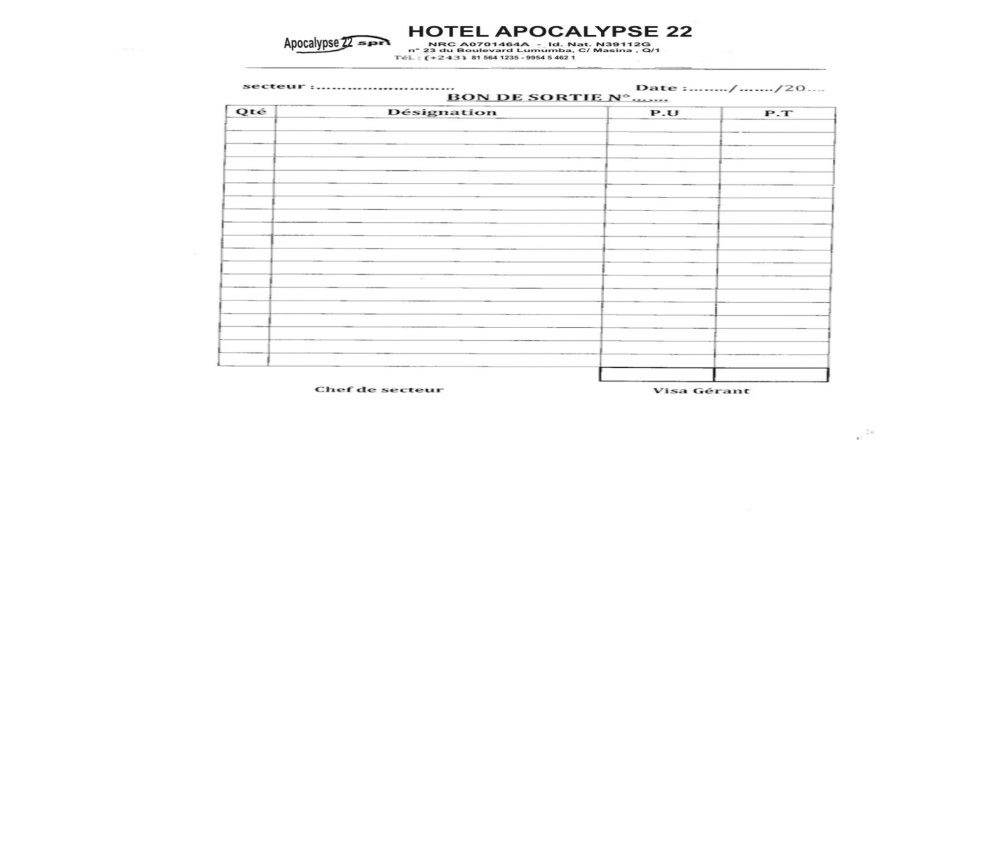 HOTEL APOCALYPSE 22
Apocalypse 22 sprl
NRC A0701464A - Id. Nat. N39112G
n° 23 du Boulevard Lumumba, C/ Masina , Q/1
Tél. : (+243) 81 564 1235 - 9954 5 462 1
secteur :........................... Date :......../......./20....
BON DE SORTIE N°.......
Qté Désignation P.U P.T
Chef de secteur Visa Gérant